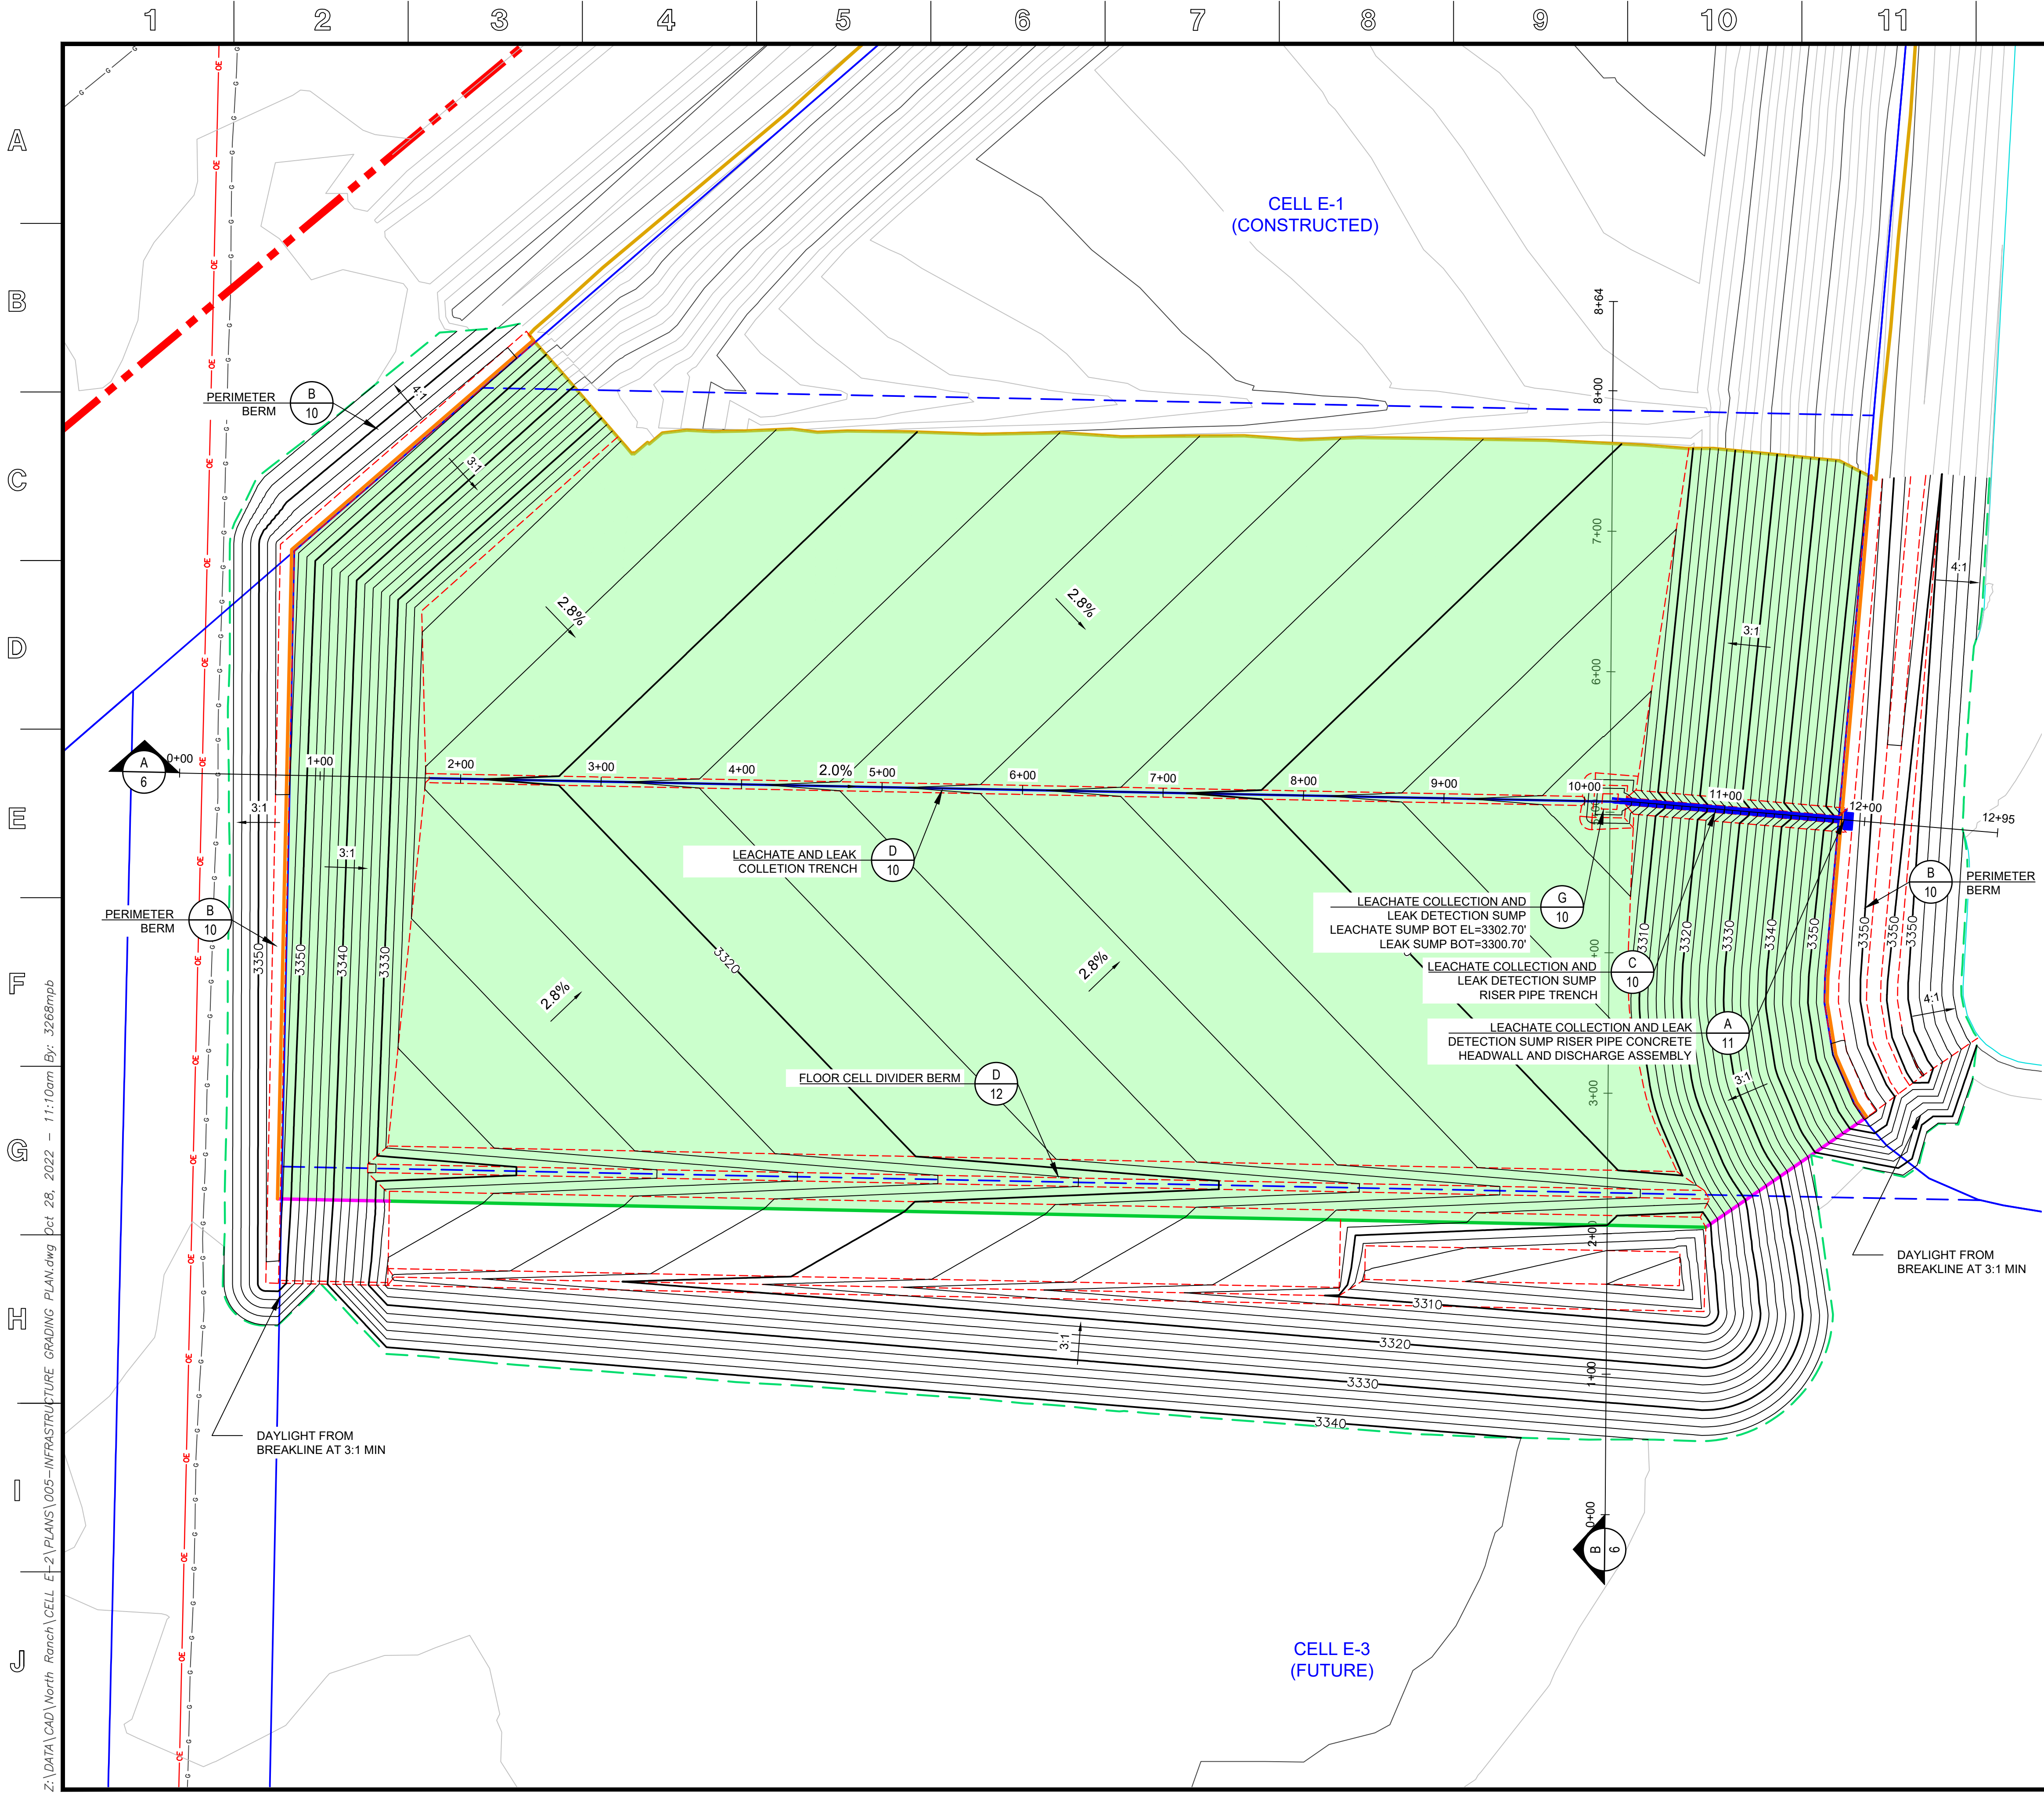 1 2 3 4 5 6 7 8 9 10 11
A
B
C
D
E
F
G
H
I
J
CELL E-1
(CONSTRUCTED)
8+64
8+00
7+00
6+00
3+00
2+00
1+00
0+00
PERIMETER
BERM
B
10
4:1
3:1
2.8%
2.8%
3:1
4:1
A
6
0+00
1+00
2+00
3+00
4+00
2.0%
5+00
6+00
7+00
8+00
9+00
10+00
11+00
12+00
12+95
3:1
3:1
LEACHATE AND LEAK
COLLETION TRENCH
D
10
B
10
PERIMETER
BERM
PERIMETER
BERM
B
10
LEACHATE COLLECTION AND
LEAK DETECTION SUMP
LEACHATE SUMP BOT EL=3302.70'
LEAK SUMP BOT=3300.70'
G
10
LEACHATE COLLECTION AND
LEAK DETECTION SUMP
RISER PIPE TRENCH
C
10
LEACHATE COLLECTION AND LEAK
DETECTION SUMP RISER PIPE CONCRETE
HEADWALL AND DISCHARGE ASSEMBLY
A
11
3350
3350
3340
3330
3320
3310
3320
3330
3340
3350
3350
3350
3350
2.8%
2.8%
4:1
3:1
FLOOR CELL DIVIDER BERM
D
12
DAYLIGHT FROM
BREAKLINE AT 3:1 MIN
3310
3320
3330
3340
3:1
DAYLIGHT FROM
BREAKLINE AT 3:1 MIN
B
6
CELL E-3
(FUTURE)
Z:\DATA\CAD\North Ranch\CELL E-2\PLANS\005-INFRASTRUCTURE GRADING PLAN.dwg Oct 28, 2022 - 11:10am By: 3268mpb
OE
G